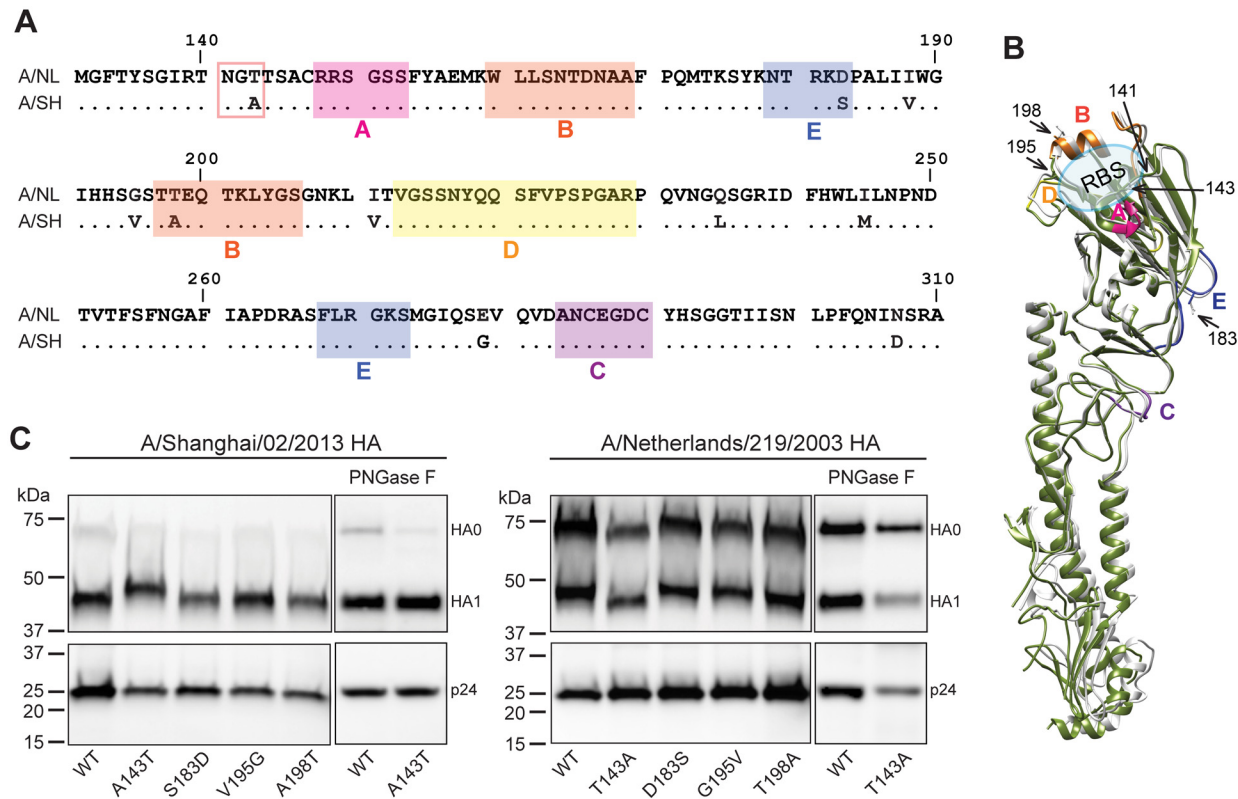 A
140 190
A/NL MGFTYSGIRT NGTTSACRRS GSSFYAEMKW LLSNTDNAAF PQMTKSYKNT RKDPALIIWG
A/SH .......... ..A....... .......... .......... .......... ..S....V..
A B E
200 250
A/NL IHHSGSTTEQ TKLYGSGNKL ITVGSSNYQQ SFVPSPGARP QVNGQSGRID FHWLILNPND
A/SH ....V..A.. .......... V......... .......... ....L..... ....M.....
B D
260 310
A/NL TVTFSFNGAF IAPDRASFLR GKSMGIQSEV QVDANCEGDC YHSGGTIISN LPFQNINSRA
A/SH .......... .......... ........G. .......... .......... ......D...
E C
B
198
B
141
195
RBS
D
143
A
E
183
C
C
A/Shanghai/02/2013 HA
PNGase F
kDa
75
50
37
HA0
HA1
37
25
20
15
p24
WT A143T S183D V195G A198T WT A143T
A/Netherlands/219/2003 HA
PNGase F
kDa
75
50
37
HA0
HA1
37
25
20
15
p24
WT T143A D183S G195V T198A WT T143A